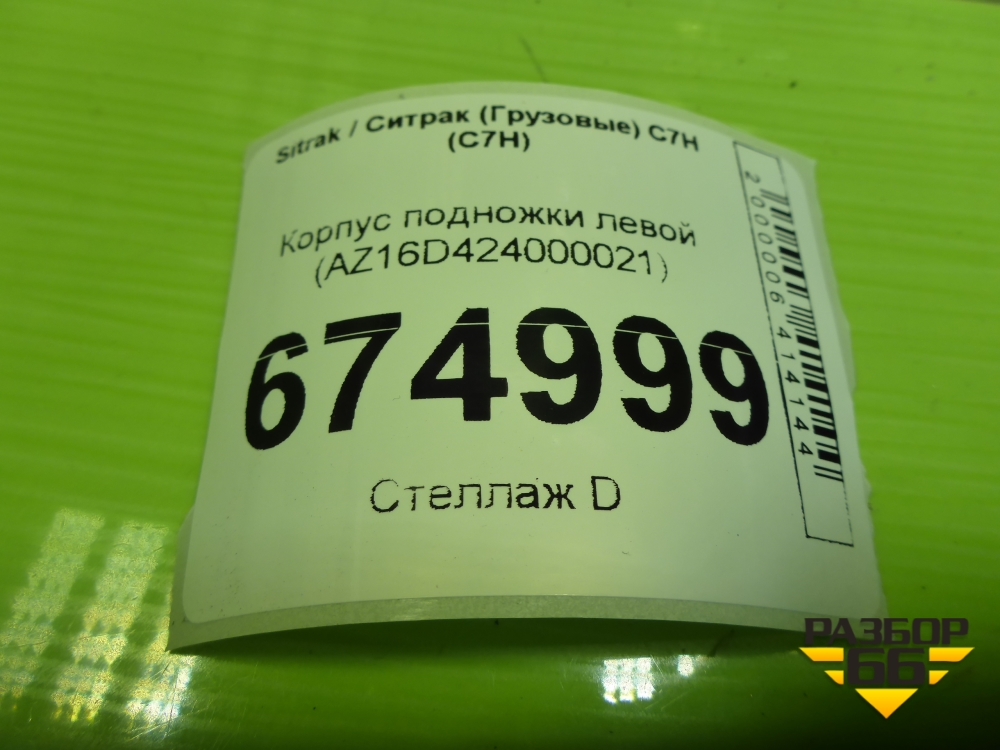 Sitrak / Ситрак (Грузовые) C7H
(C7H)
Корпус подножки левой
(AZ16D424000021)
674999
Стеллаж D
2000006414144
РАЗБОР
66